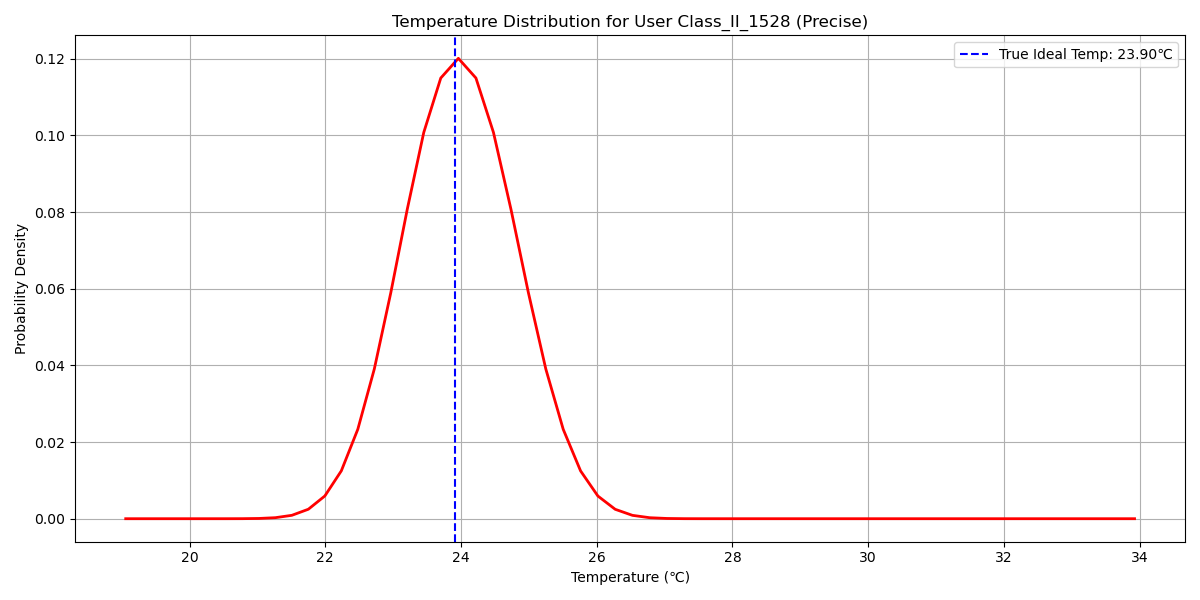 Temperature Distribution for User Class_II_1528 (Precise)
True Ideal Temp: 23.90℃
Probability Density
0.12
0.10
0.08
0.06
0.04
0.02
0.00
20 22 24 26 28 30 32 34
Temperature (℃)